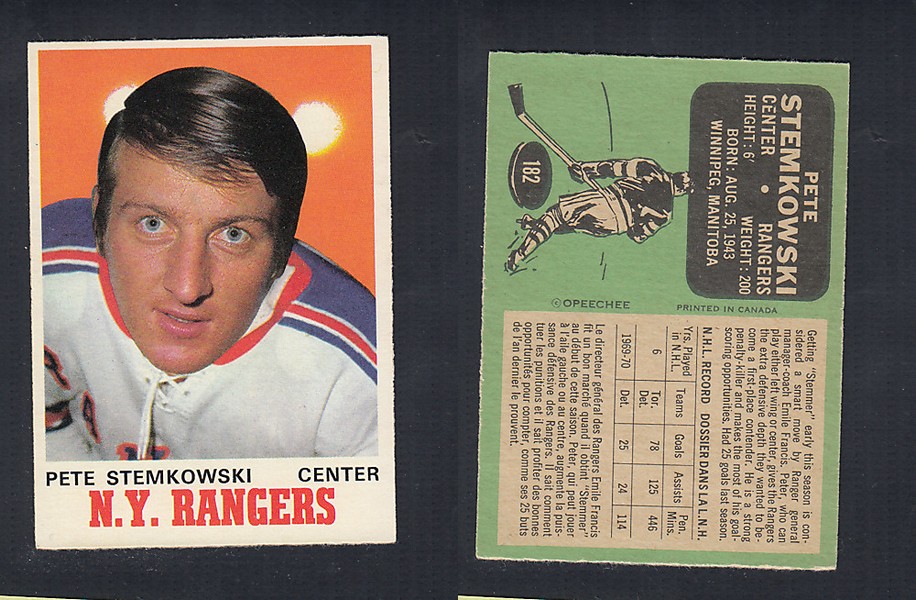 PETE STEMKOWSKI CENTER
N.Y. RANGERS
PETE
STEMKOWSKI
CENTER • RANGERS
HEIGHT: 6' WEIGHT: 200
BORN: AUG. 25, 1943
WINNIPEG, MANITOBA
182
© OPEECHEE
PRINTED IN CANADA
Getting "Stemmer" early this season is con-
sidered a smart move by Ranger general
manager-coach Emile Francis. Peter, who can
play either left wing or center, gives the Rangers
the extra defensive depth they wanted to be-
come a first-place contender. He is a strong
penalty-killer and makes the most of his goal-
scoring opportunities. Had 25 goals last season.
N.H.L. RECORD DOSSIER DANS LA L.N.H.
Yrs. Played in N.H.L. Teams Goals Assists Pen. Mins.
6 Tor. Det. 78 125 446
1969-70 Det. 25 24 114
Le directeur général des Rangers Emile Francis
fit un bon marché quand il obtint "Stemmer"
au début de cette saison. Peter, qui peut jouer
à l'aile gauche ou au centre, augmente la puis-
sance défensive des Rangers. Il sait comment
tuer les punitions et il sait profiter des bonnes
opportunités pour compter, comme ses 25 buts
de l'an dernier le prouvent.